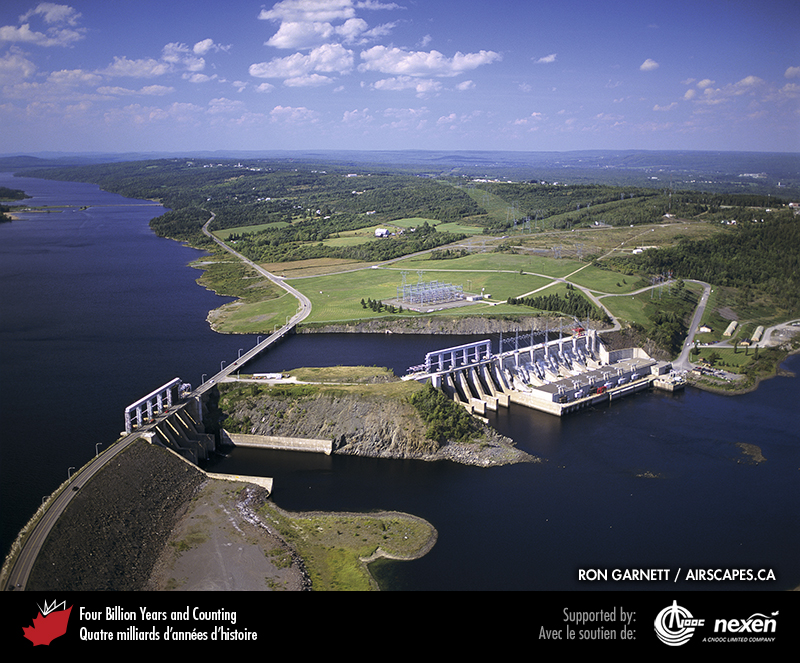 RON GARNETT / AIRSCAPES.CA
Four Billion Years and Counting
Quatre milliards d'années d'histoire
Supported by:
Avec le soutien de:
CNOOC
nexen
A CNOOC LIMITED COMPANY